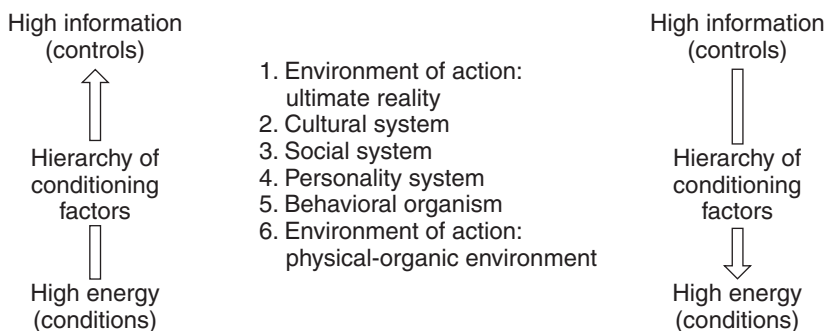 High information
(controls)
Hierarchy of
conditioning
factors
High energy
(conditions)
1. Environment of action:
ultimate reality
2. Cultural system
3. Social system
4. Personality system
5. Behavioral organism
6. Environment of action:
physical-organic environment
High information
(controls)
Hierarchy of
conditioning
factors
High energy
(conditions)